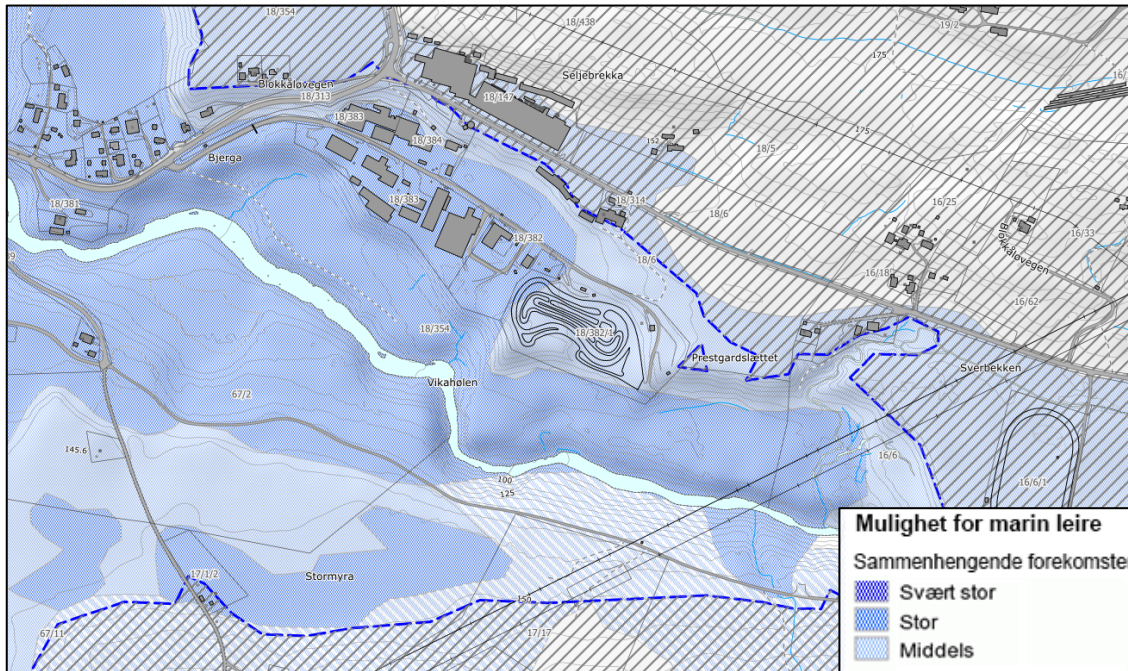 18/354
18/438
19/2
175
Seljebrekka
Blokkåløvegen
18/313
18/147
18/383
18/384
175
152
18/5
Bjerga
18/383
18/314
18/381
16/25
18/6
18/382
16/33
Blokkåløvegen
18/6
16/18
16/62
18/354
18/382/1
Prestgardslættet
Sverbekken
Vikahølen
67/2
145.6
16/6
100
125
16/6/1
Stormyra
17/1/2
150
67/11
17/17
Mulighet for marin leire
Sammenhengende forekomster
Svært stor
Stor
Middels